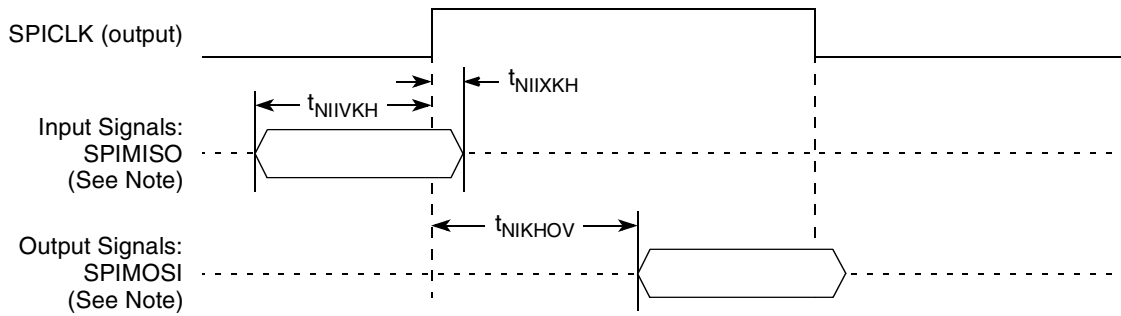 SPICLK (output)
tNIIXKH
tNIIVKH
Input Signals:
SPIMISO
(See Note)
tNIKHOV
Output Signals:
SPIMOSI
(See Note)